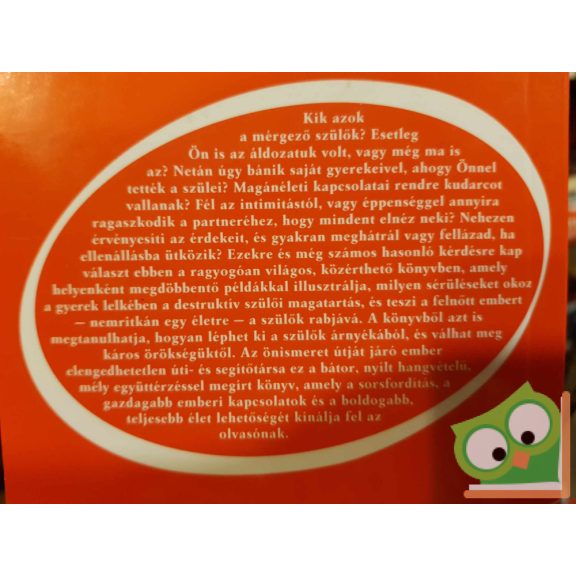 Kik azok
a mérgező szülők? Esetleg
Ön is az áldozatuk volt, vagy még ma is
az? Netán úgy bánik saját gyerekeivel, ahogy Önnel
tették a szülei? Magánéleti kapcsolatai rendre kudarcot
vallanak? Fél az intimitástól, vagy éppenséggel annyira
ragaszkodik a partneréhez, hogy mindent elnéz neki? Nehezen
érvényesíti az érdekeit, és gyakran meghátrál vagy fellázad, ha
ellenállásba ütközik? Ezekre és még számos hasonló kérdésre kap
választ ebben a ragyogóan világos, közérthető könyvben, amely
helyenként megdöbbentő példákkal illusztrálja, milyen sérüléseket okoz
a gyerek lelkében a destruktív szülői magatartás, és teszi a felnőtt embert
— nemritkán egy életre — a szülők rabjává. A könyvből azt is
megtanulhatja, hogyan léphet ki a szülők árnyékából, és válhat meg
káros örökségüktől. Az önismeret útját járó ember
elengedhetetlen úti- és segítőtársa ez a bátor, nyílt hangvételű,
mély együttérzéssel megírt könyv, amely a sorsfordítás, a
gazdagabb emberi kapcsolatok és a boldogabb,
teljesebb élet lehetőségét kínálja fel az
olvasónak.